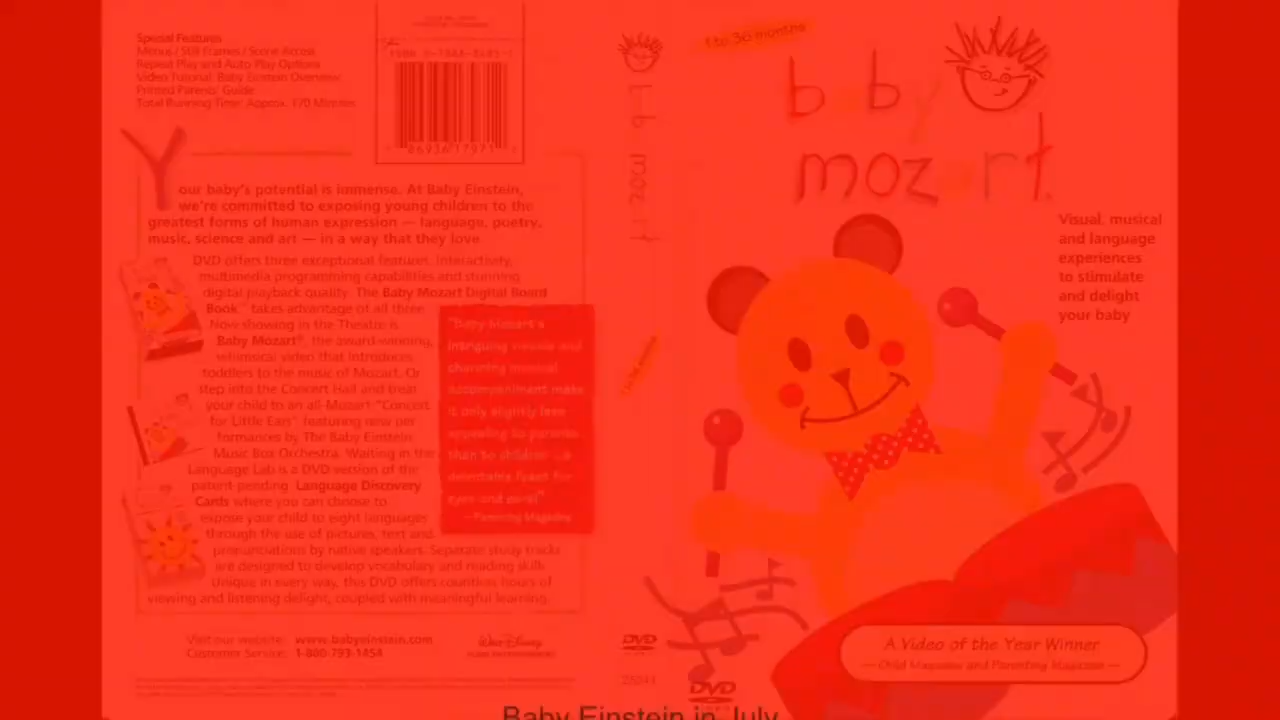 Special Features
Menus / Still Frames / Scene Access
Repeat Play and Auto Play Options
Video Tutorial: Baby Einstein Overview
Printed Parents' Guide
Total Running Time: Approx. 170 Minutes
Your baby's potential is immense. At Baby Einstein,
we're committed to exposing young children to the
greatest forms of human expression — language, poetry,
music, science and art — in a way that they love.
DVD offers three exceptional features. Interactivity,
multimedia programming capabilities and stunning
digital playback quality. The Baby Mozart Digital Board
Book™ takes advantage of all three.
Now showing in the Theatre is
Baby Mozart®, the award-winning,
whimsical video that introduces
toddlers to the music of Mozart. Or
step into the Concert Hall and treat
your child to an all-Mozart "Concert
for Little Ears" featuring new per
formances by The Baby Einstein
Music Box Orchestra. Waiting in the
Language Lab is a DVD version of the
patent-pending Language Discovery
Cards where you can choose to
expose your child to eight languages
through the use of pictures, text and
pronunciations by native speakers. Separate study tracks
are designed to develop vocabulary and reading skills
Unique in every way, this DVD offers countless hours of
viewing and listening delight, coupled with meaningful learning.
"Baby Mozart's
intriguing visuals and
charming musical
accompaniment make
it only slightly less
appealing to parents
than to children (a
delectable feast for
eyes and ears)"
—Parenting Magazine
Visit our website: www.babyeinstein.com
Customer Service: 1-800-793-1454
Walt Disney
HOME ENTERTAINMENT
b b mozart
DVD
1 to 36 months
baby
mozart.
Visual, musical
and language
experiences
to stimulate
and delight
your baby
A Video of the Year Winner
— Child Magazine and Parenting Magazine —
DVD
Baby Einstein in July